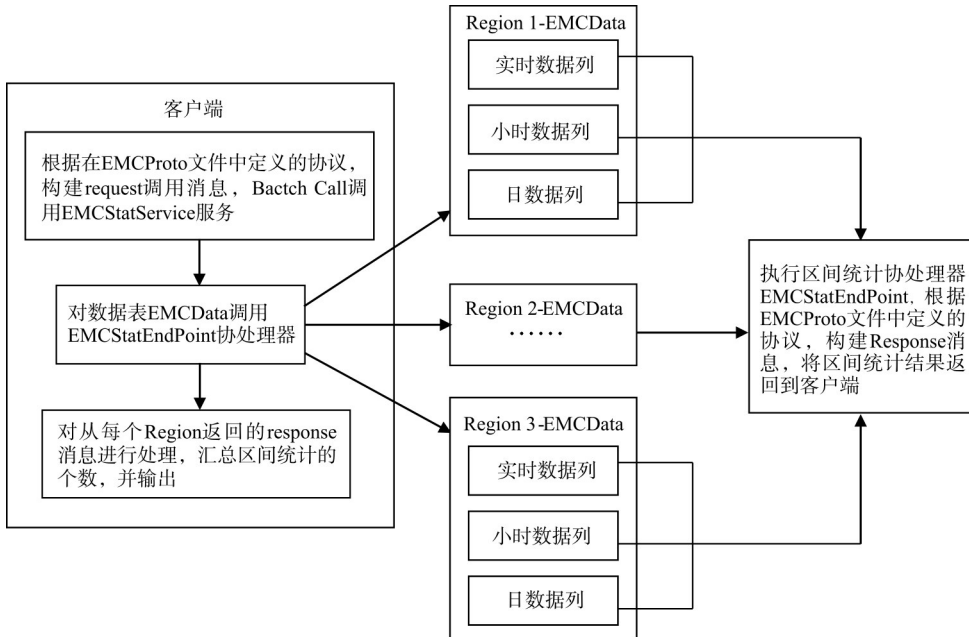 客户端
根据在EMCProto文件中定义的协议,
构建request调用消息，Bactch Call调
用EMCStatService服务
对数据表EMCData调用
EMCStatEndPoint协处理器
对从每个Region返回的response
消息进行处理，汇总区间统计的
个数，并输出
Region 1-EMCData
实时数据列
小时数据列
日数据列
Region 2-EMCData
……
Region 3-EMCData
实时数据列
小时数据列
日数据列
执行区间统计协处理器
EMCStatEndPoint, 根据
EMCProto文件中定义的
协议，构建Response消
息，将区间统计结果返
回到客户端